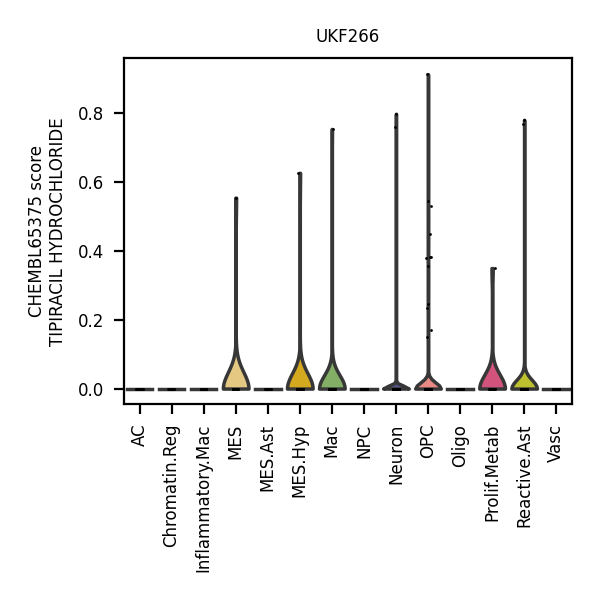 UKF266
CHEMBL65375 score
TIPIRACIL HYDROCHLORIDE
0.8
0.6
0.4
0.2
0.0
AC
Chromatin.Reg
Inflammatory.Mac
MES
MES.Ast
MES.Hyp
Mac
NPC
Neuron
OPC
Oligo
Prolif.Metab
Reactive.Ast
Vasc